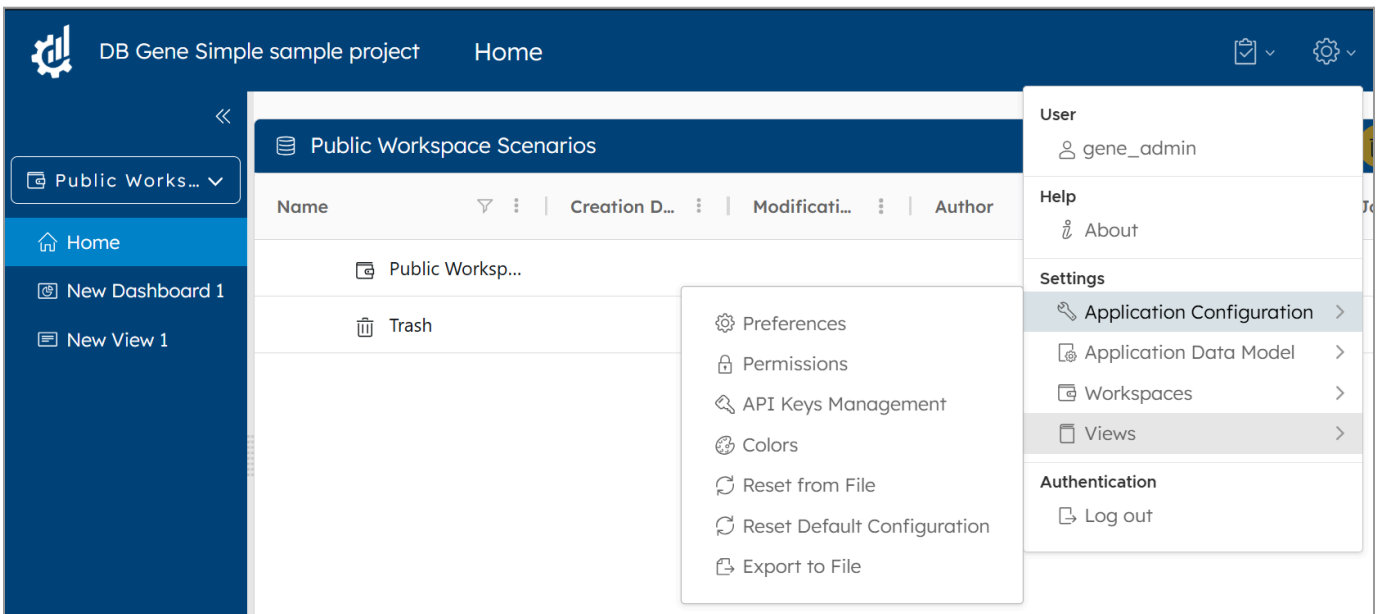 DB Gene Simple sample project
Home
Public Works...
Home
New Dashboard 1
New View 1
Public Workspace Scenarios
Name Creation D... Modificati... Author
Public Worksp...
Trash
User
gene_admin
Help
About
Settings
Application Configuration
Application Data Model
Workspaces
Views
Authentication
Log out
Preferences
Permissions
API Keys Management
Colors
Reset from File
Reset Default Configuration
Export to File